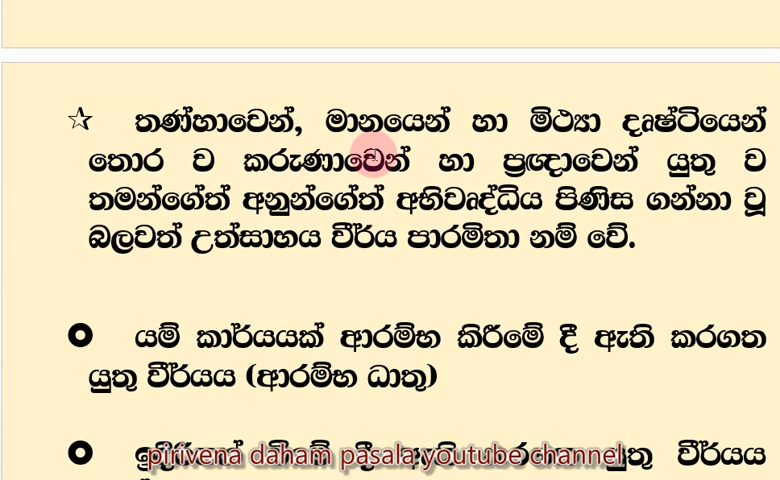 ☆ තණ්හාවෙන්, මානයෙන් හා මිථ්‍යා දෘෂ්ටියෙන්
තොර ව කරුණාවෙන් හා ප්‍රඥාවෙන් යුතු ව
තමන්ගේත් අනුන්ගේත් අභිවෘද්ධිය පිණිස ගන්නා වූ
බලවත් උත්සාහය වීර්ය පාරමිතා නම් වේ.
යම් කාර්යයක් ආරම්භ කිරීමේ දී ඇති කරගත
යුතු වීර්යය (ආරම්භ ධාතු)
යුතු වීර්යය
pirivena daham pasala youtube channel